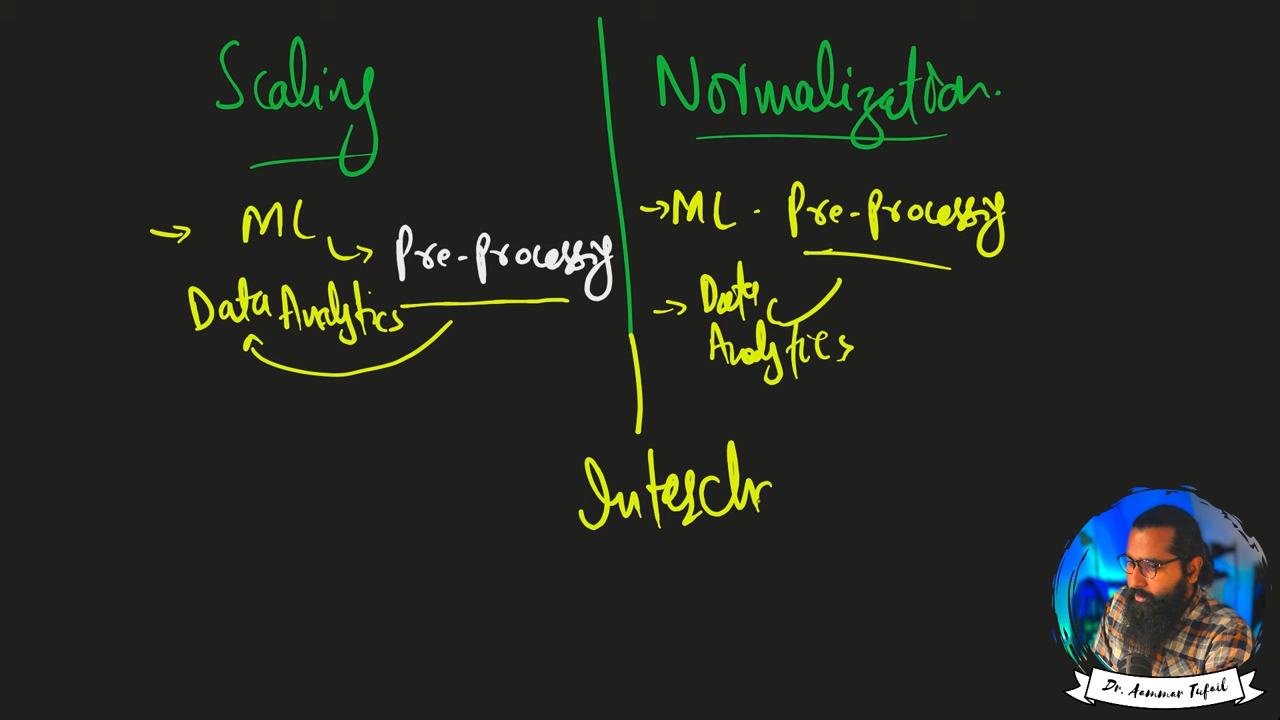 Scaling
→ ML
↳ Pre-processing
Data Analytics
Normalization.
→ ML - Pre-processing
→ Data
Analytics
Interch
Dr. Aammar Tufail